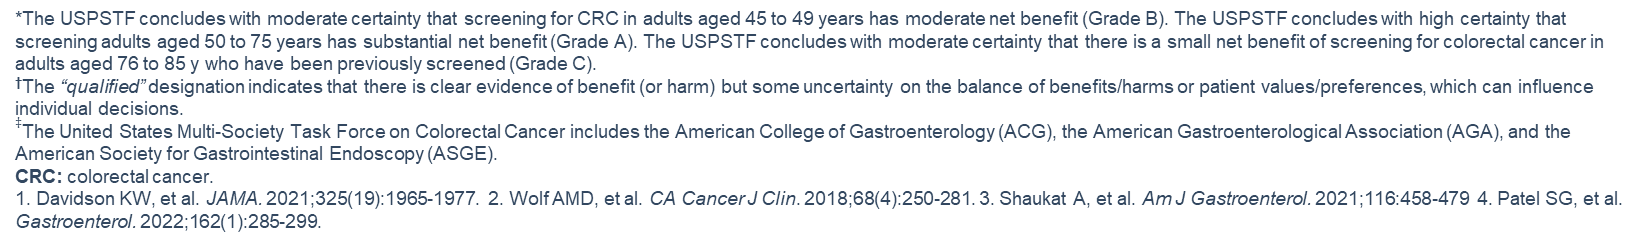 *The USPSTF concludes with moderate certainty that screening for CRC in adults aged 45 to 49 years has moderate net benefit (Grade B). The USPSTF concludes with high certainty that
screening adults aged 50 to 75 years has substantial net benefit (Grade A). The USPSTF concludes with moderate certainty that there is a small net benefit of screening for colorectal cancer in
adults aged 76 to 85 y who have been previously screened (Grade C).
†The “qualified” designation indicates that there is clear evidence of benefit (or harm) but some uncertainty on the balance of benefits/harms or patient values/preferences, which can influence
individual decisions.
‡The United States Multi-Society Task Force on Colorectal Cancer includes the American College of Gastroenterology (ACG), the American Gastroenterological Association (AGA), and the
American Society for Gastrointestinal Endoscopy (ASGE).
CRC: colorectal cancer.
1. Davidson KW, et al. JAMA. 2021;325(19):1965-1977. 2. Wolf AMD, et al. CA Cancer J Clin. 2018;68(4):250-281. 3. Shaukat A, et al. Am J Gastroenterol. 2021;116:458-479 4. Patel SG, et al.
Gastroenterol. 2022;162(1):285-299.